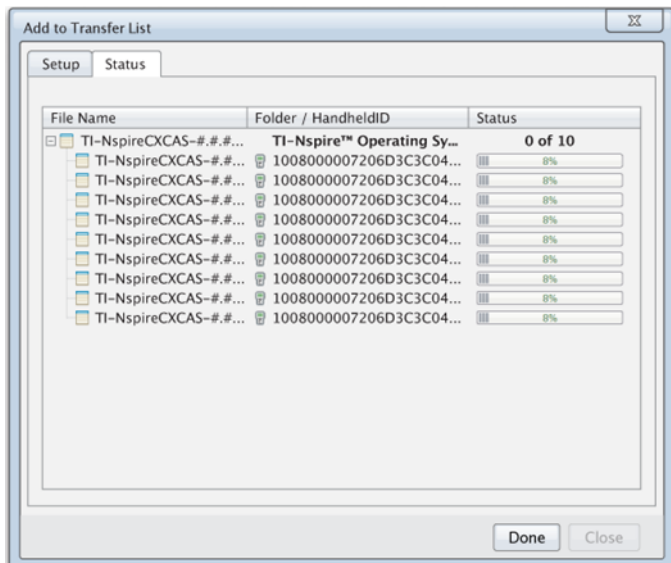 Add to Transfer List
Setup Status
File Name Folder / HandheldID Status
TI-NspireCXCAS-#.#.#... TI-Nspire™ Operating Sy... 0 of 10
TI-NspireCXCAS-#.#... 1008000007206D3C3C04... 8%
TI-NspireCXCAS-#.#... 1008000007206D3C3C04... 8%
TI-NspireCXCAS-#.#... 1008000007206D3C3C04... 8%
TI-NspireCXCAS-#.#... 1008000007206D3C3C04... 8%
TI-NspireCXCAS-#.#... 1008000007206D3C3C04... 8%
TI-NspireCXCAS-#.#... 1008000007206D3C3C04... 8%
TI-NspireCXCAS-#.#... 1008000007206D3C3C04... 8%
TI-NspireCXCAS-#.#... 1008000007206D3C3C04... 8%
TI-NspireCXCAS-#.#... 1008000007206D3C3C04... 8%
Done Close